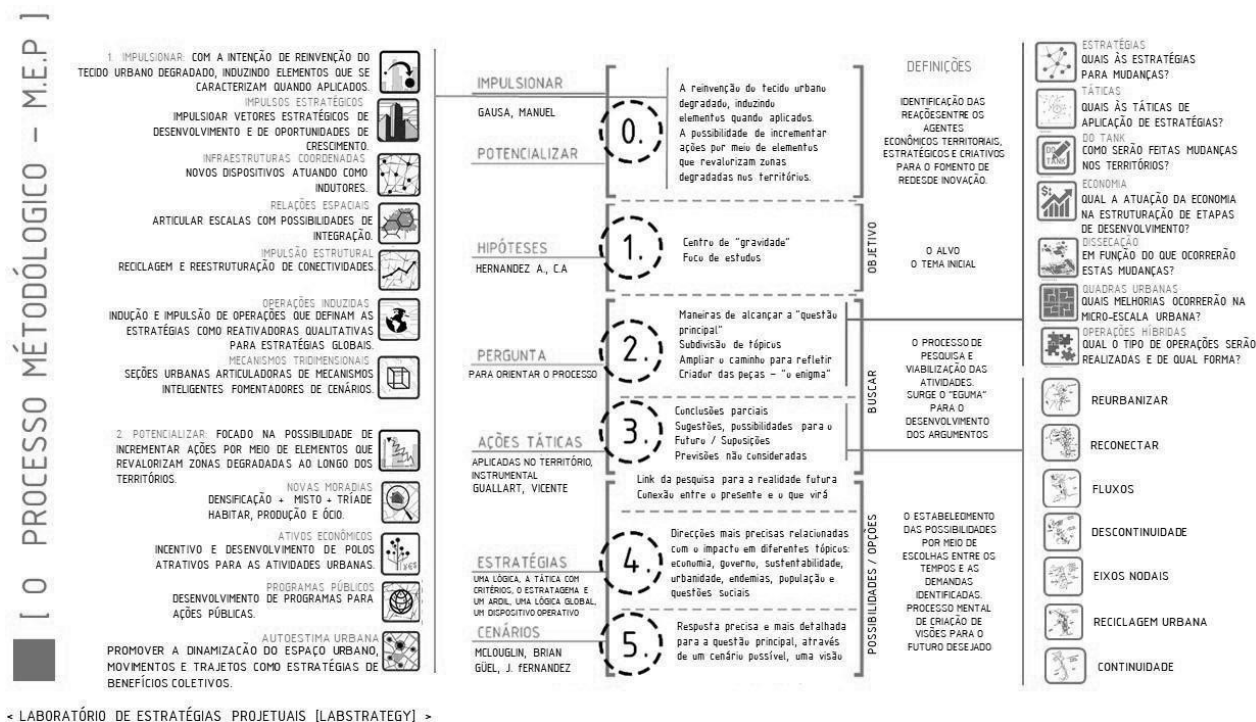 [ O PROCESSO MÉTODÓLOGICO – M.E.P ]
1. IMPULSIONAR: COM A INTENÇÃO DE REINVENÇÃO DO
TECIDO URBANO DEGRADADO, INDUZINDO ELEMENTOS QUE SE
CARACTERIZAM QUANDO APLICADOS.
IMPULSOS ESTRATÉGICOS
IMPULSIOAR VETORES ESTRATÉGICOS DE
DESENVOLVIMENTO E DE OPORTUNIDADES DE
CRESCIMENTO.
INFRAESTRUTURAS COORDENADAS
NOVOS DISPOSITIVOS ATUANDO COMO
INDUTORES.
RELAÇÕES ESPACIAIS
ARTICULAR ESCALAS COM POSSIBILIDADES DE
INTEGRAÇÃO.
IMPULSÃO ESTRUTURAL
RECICLAGEM E REESTRUTURAÇÃO DE CONECTIVIDADES.
OPERAÇÕES INDUZIDAS
INDUÇÃO E IMPULSÃO DE OPERAÇÕES QUE DEFINAM AS
ESTRATÉGIAS COMO REATIVADORAS QUALITATIVAS
PARA ESTRATÉGIAS GLOBAIS.
MECANISMOS TRIDIMENSIONAIS
SEÇÕES URBANAS ARTICULADORAS DE MECANISMOS
INTELIGENTES FOMENTADORES DE CENÁRIOS.
2. POTENCIALIZAR: FOCADO NA POSSIBILIDADE DE
INCREMENTAR AÇÕES POR MEIO DE ELEMENTOS QUE
REVALORIZAM ZONAS DEGRADADAS AO LONGO DOS
TERRITÓRIOS.
NOVAS MORADIAS
DENSIFICAÇÃO + MISTO + TRÍADE
HABITAR, PRODUÇÃO E ÓCIO.
ATIVOS ECONÔMICOS
INCENTIVO E DESENVOLVIMENTO DE POLOS
ATRATIVOS PARA AS ATIVIDADES URBANAS.
PROGRAMAS PÚBLICOS
DESENVOLVIMENTO DE PROGRAMAS PARA
AÇÕES PÚBLICAS.
AUTOESTIMA URBANA
PROMOVER A DINAMIZAÇÃO DO ESPAÇO URBANO,
MOVIMENTOS E TRAJETOS COMO ESTRATÉGIAS DE
BENEFÍCIOS COLETIVOS.
IMPULSIONAR
GAUSA, MANUEL
POTENCIALIZAR
0.
A reinvenção do tecido urbano
degradado, induzindo
elementos quando aplicados.
A possibilidade de incrementar
ações por meio de elementos
que revalorizam zonas
degradadas nos territórios.
DEFINIÇÕES
IDENTIFICAÇÃO DAS
REAÇÕESENTRE OS
AGENTES
ECONÔMICOS TERRITORIAIS,
ESTRATÉGICOS E CRIATIVOS
PARA O FOMENTO DE
REDESDE INOVAÇÃO.
HIPÓTESES
HERNANDEZ A., C.A
1.
Centro de "gravidade"
Foco de estudos
OBJETIVO
O ALVO
O TEMA INICIAL
PERGUNTA
PARA ORIENTAR O PROCESSO
2.
Maneiras de alcançar a "questão
principal"
Subdivisão de tópicos
Ampliar o caminho para refletir
Criador das peças – "o enigma"
BUSCAR
O PROCESSO DE
PESQUISA E
VIABILIZAÇÃO DAS
ATIVIDADES.
SURGE O "EGUMA"
PARA O
DESENVOLVIMENTO
DOS ARGUMENTOS
AÇÕES TÁTICAS
APLICADAS NO TERRITÓRIO,
INSTRUMENTAL
GUALLART, VICENTE
3.
Conclusões parciais
Sugestões, possibilidades para o
Futuro / Suposições
Previsões não consideradas
Link da pesquisa para a realidade futura
Conexão entre o presente e o que virá
ESTRATÉGIAS
UMA LÓGICA, A TÁTICA COM
CRITÉRIOS, O ESTRATAGEMA E
UM ARDIL, UMA LÓGICA GLOBAL,
UM DISPOSITIVO OPERATIVO
4.
Direcções mais precisas relacionadas
com o impacto em diferentes tópicos:
economia, governo, sustentabilidade,
urbanidade, endemias, população e
questões sociais
POSSIBILIDADES / OPÇÕES
O ESTABELEOMENTO
DAS POSSIBILIDADES
POR MEIO DE
ESCOLHAS ENTRE OS
TEMPOS E AS
DEMANDAS
IDENTIFICADAS.
PROCESSO MENTAL
DE CRIAÇÃO DE
VISÕES PARA O
FUTURO DESEJADO
CENÁRIOS
MCLOUGLIN, BRIAN
GÜEL, J. fERNANDEZ
5.
Resposta precisa e mais detalhada
para a questão principal, através
de um cenário possível, uma visão
ESTRATÉGIAS
QUAIS ÀS ESTRATÉGIAS
PARA MUDANÇAS?
TÁTICAS
QUAIS ÀS TÁTICAS DE
APLICAÇÃO DE ESTRATÉGIAS?
DO TANK
DO
TANK
COMO SERÃO FEITAS MUDANÇAS
NOS TERRITÓRIOS?
ECONOMIA
QUAL A ATUAÇÃO DA ECONOMIA
NA ESTRUTURAÇÃO DE ETAPAS
DE DESENVOLVIMENTO?
DISSECAÇÃO
EM FUNÇÃO DO QUE OCORRERÃO
ESTAS MUDANÇAS?
QUADRAS URBANAS
QUAIS MELHORIAS OCORRERÃO NA
MICRO-ESCALA URBANA?
OPERAÇÕES HÍBRIDAS
QUAL O TIPO DE OPERAÇÕES SERÃO
REALIZADAS E DE QUAL FORMA?
REURBANIZAR
RECONECTAR
FLUXOS
DESCONTINUIDADE
EIXOS NODAIS
RECICLAGEM URBANA
CONTINUIDADE
< LABORATÓRIO DE ESTRATÉGIAS PROJETUAIS [LABSTRATEGY] >